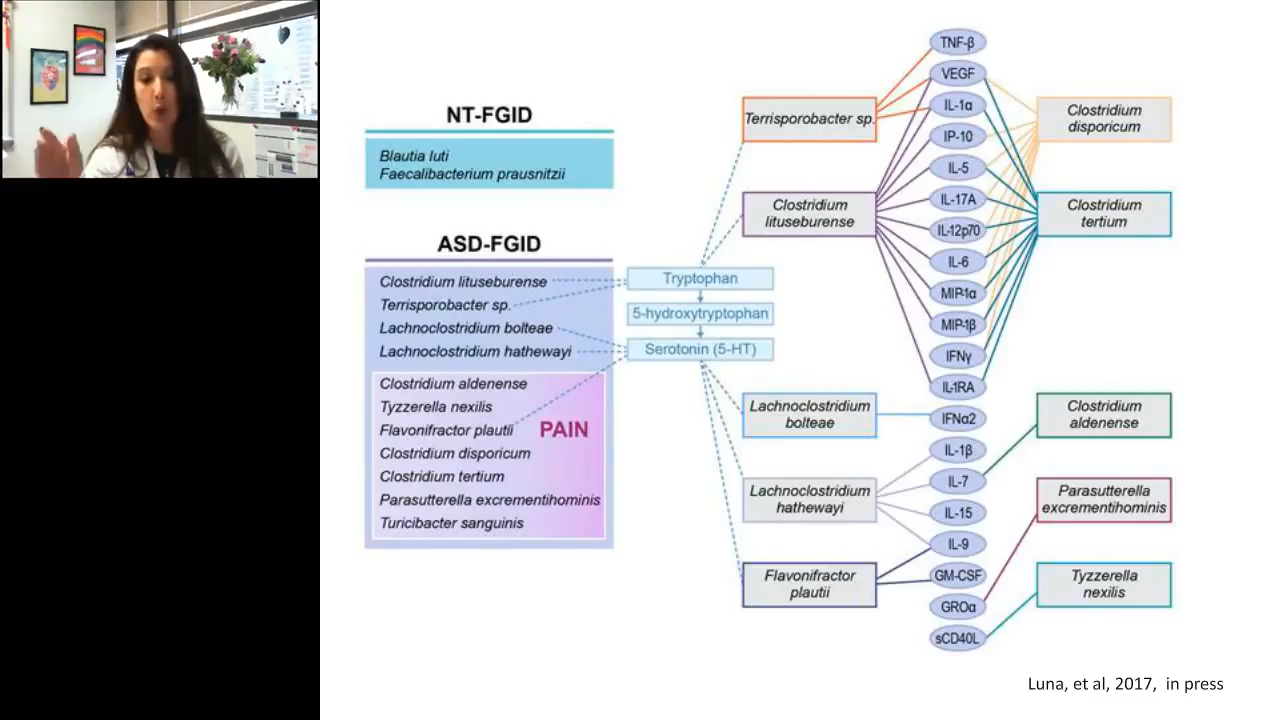 NT-FGID
Blautia luti
Faecalibacterium prausnitzii
ASD-FGID
Clostridium lituseburense
Terrisporobacter sp.
Lachnoclostridium bolteae
Lachnoclostridium hathewayi
Clostridium aldenense
Tyzzerella nexilis
Flavonifractor plautii
PAIN
Clostridium disporicum
Clostridium tertium
Parasutterella excrementihominis
Turicibacter sanguinis
Tryptophan
5-hydroxytryptophan
Serotonin (5-HT)
Terrisporobacter sp.
Clostridium
lituseburense
Lachnoclostridium
bolteae
Lachnoclostridium
hathewayi
Flavonifractor
plautii
TNF-β
VEGF
IL-1α
IP-10
IL-5
IL-17A
IL-12p70
IL-6
MIP-1α
MIP-1β
IFNγ
IL-1RA
IFNα2
IL-1β
IL-7
IL-15
IL-9
GM-CSF
GROα
sCD40L
Clostridium
disporicum
Clostridium
tertium
Clostridium
aldenense
Parasutterella
excrementihominis
Tyzzerella
nexilis
Luna, et al, 2017, in press